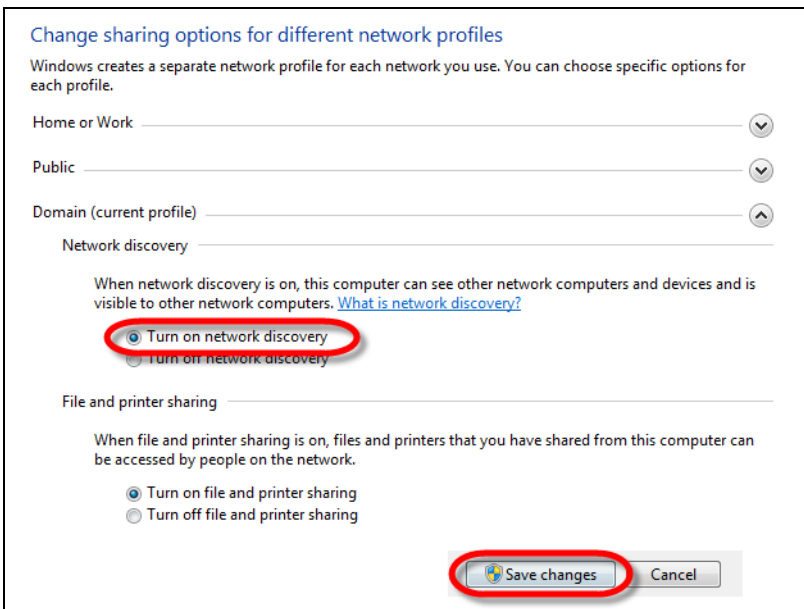 Change sharing options for different network profiles
Windows creates a separate network profile for each network you use. You can choose specific options for
each profile.
Home or Work
Public
Domain (current profile)
Network discovery
When network discovery is on, this computer can see other network computers and devices and is
visible to other network computers. What is network discovery?
Turn on network discovery
Turn off network discovery
File and printer sharing
When file and printer sharing is on, files and printers that you have shared from this computer can
be accessed by people on the network.
Turn on file and printer sharing
Turn off file and printer sharing
Save changes Cancel